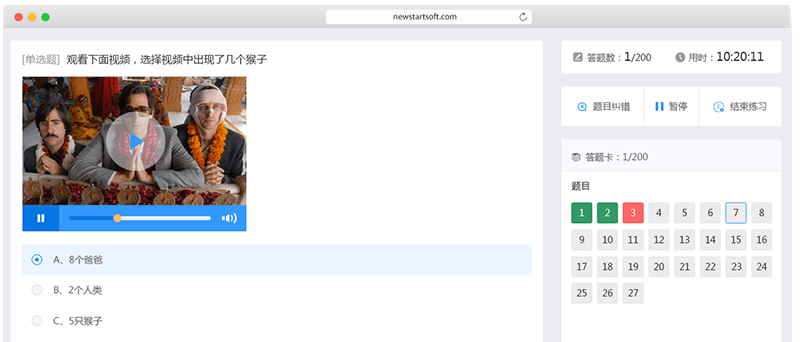 newstartsoft.com
[单选题] 观看下面视频，选择视频中出现了几个猴子
A、8个爸爸
B、2个人类
C、5只猴子
答题数：1/200 用时：10:20:11
题目纠错 暂停 结束练习
答题卡：1/200
题目
1 2 3 4 5 6 7 8
9 10 11 12 13 14 15 16
17 18 19 20 21 22 23 24
25 26 27